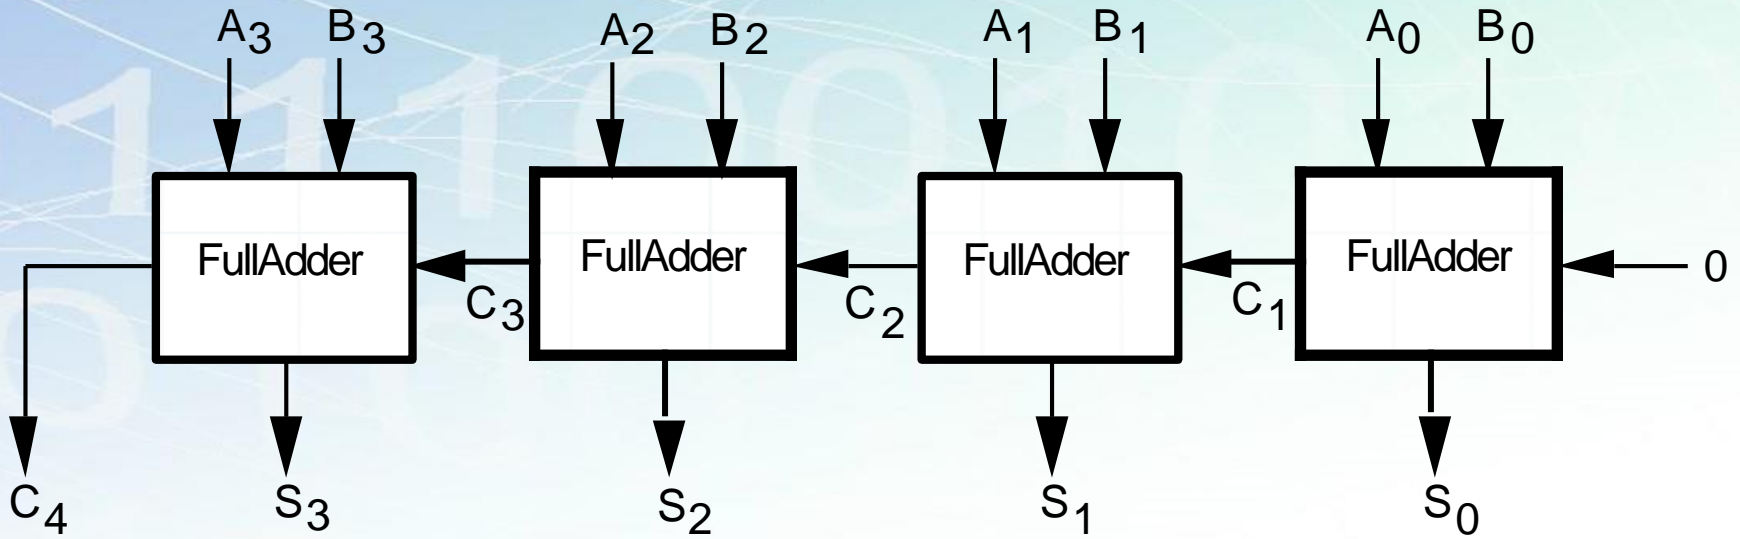 A3 B3 A2 B2 A1 B1 A0 B0
FullAdder FullAdder FullAdder FullAdder 0
C3 C2 C1
C4 S3 S2 S1 S0